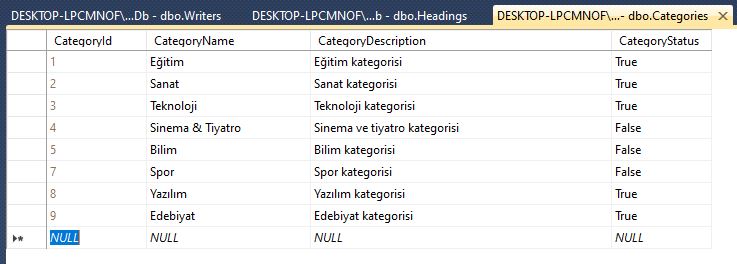 DESKTOP-LPCMNOF\...Db - dbo.Writers DESKTOP-LPCMNOF\...b - dbo.Headings DESKTOP-LPCMNOF\...- dbo.Categories
CategoryId CategoryName CategoryDescription CategoryStatus
1 Eğitim Eğitim kategorisi True
2 Sanat Sanat kategorisi True
3 Teknoloji Teknoloji kategorisi True
4 Sinema & Tiyatro Sinema ve tiyatro kategorisi False
5 Bilim Bilim kategorisi False
7 Spor Spor kategorisi False
8 Yazılım Yazılım kategorisi True
9 Edebiyat Edebiyat kategorisi True
NULL NULL NULL NULL